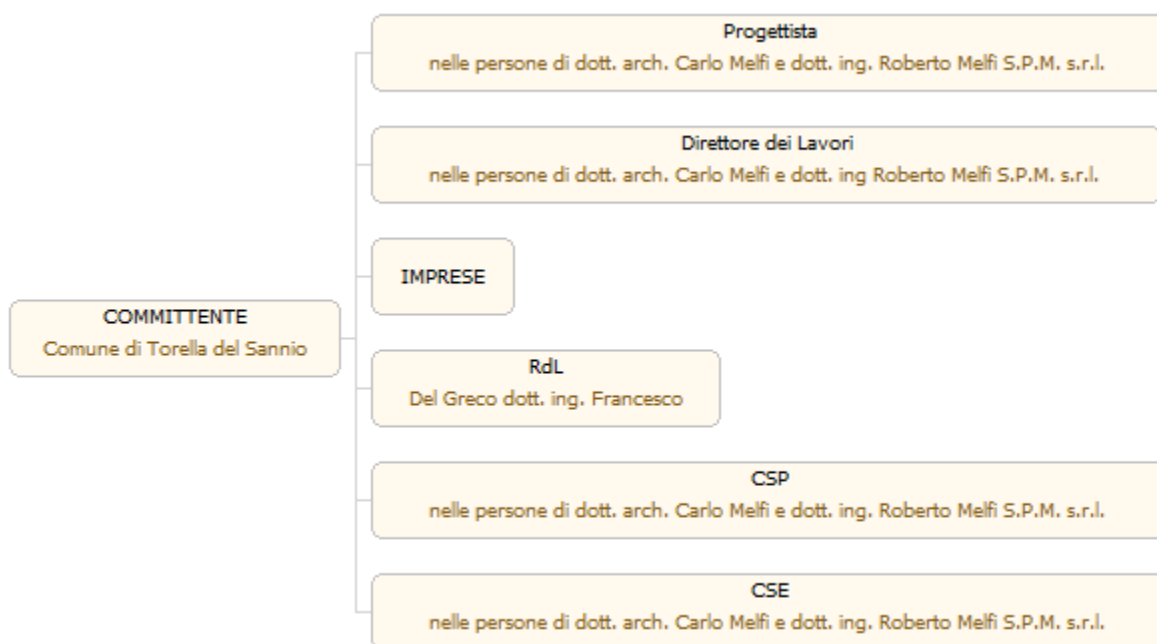 Progettista
nelle persone di dott. arch. Carlo Melfi e dott. ing. Roberto Melfi S.P.M. s.r.l.
Direttore dei Lavori
nelle persone di dott. arch. Carlo Melfi e dott. ing Roberto Melfi S.P.M. s.r.l.
IMPRESE
COMMITTENTE
Comune di Torella del Sannio
RdL
Del Greco dott. ing. Francesco
CSP
nelle persone di dott. arch. Carlo Melfi e dott. ing. Roberto Melfi S.P.M. s.r.l.
CSE
nelle persone di dott. arch. Carlo Melfi e dott. ing. Roberto Melfi S.P.M. s.r.l.